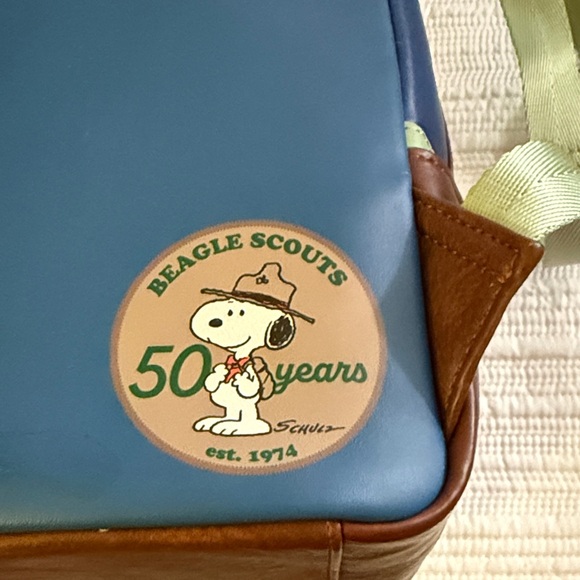 BEAGLE SCOUTS
50 years
SCHULZ
est. 1974